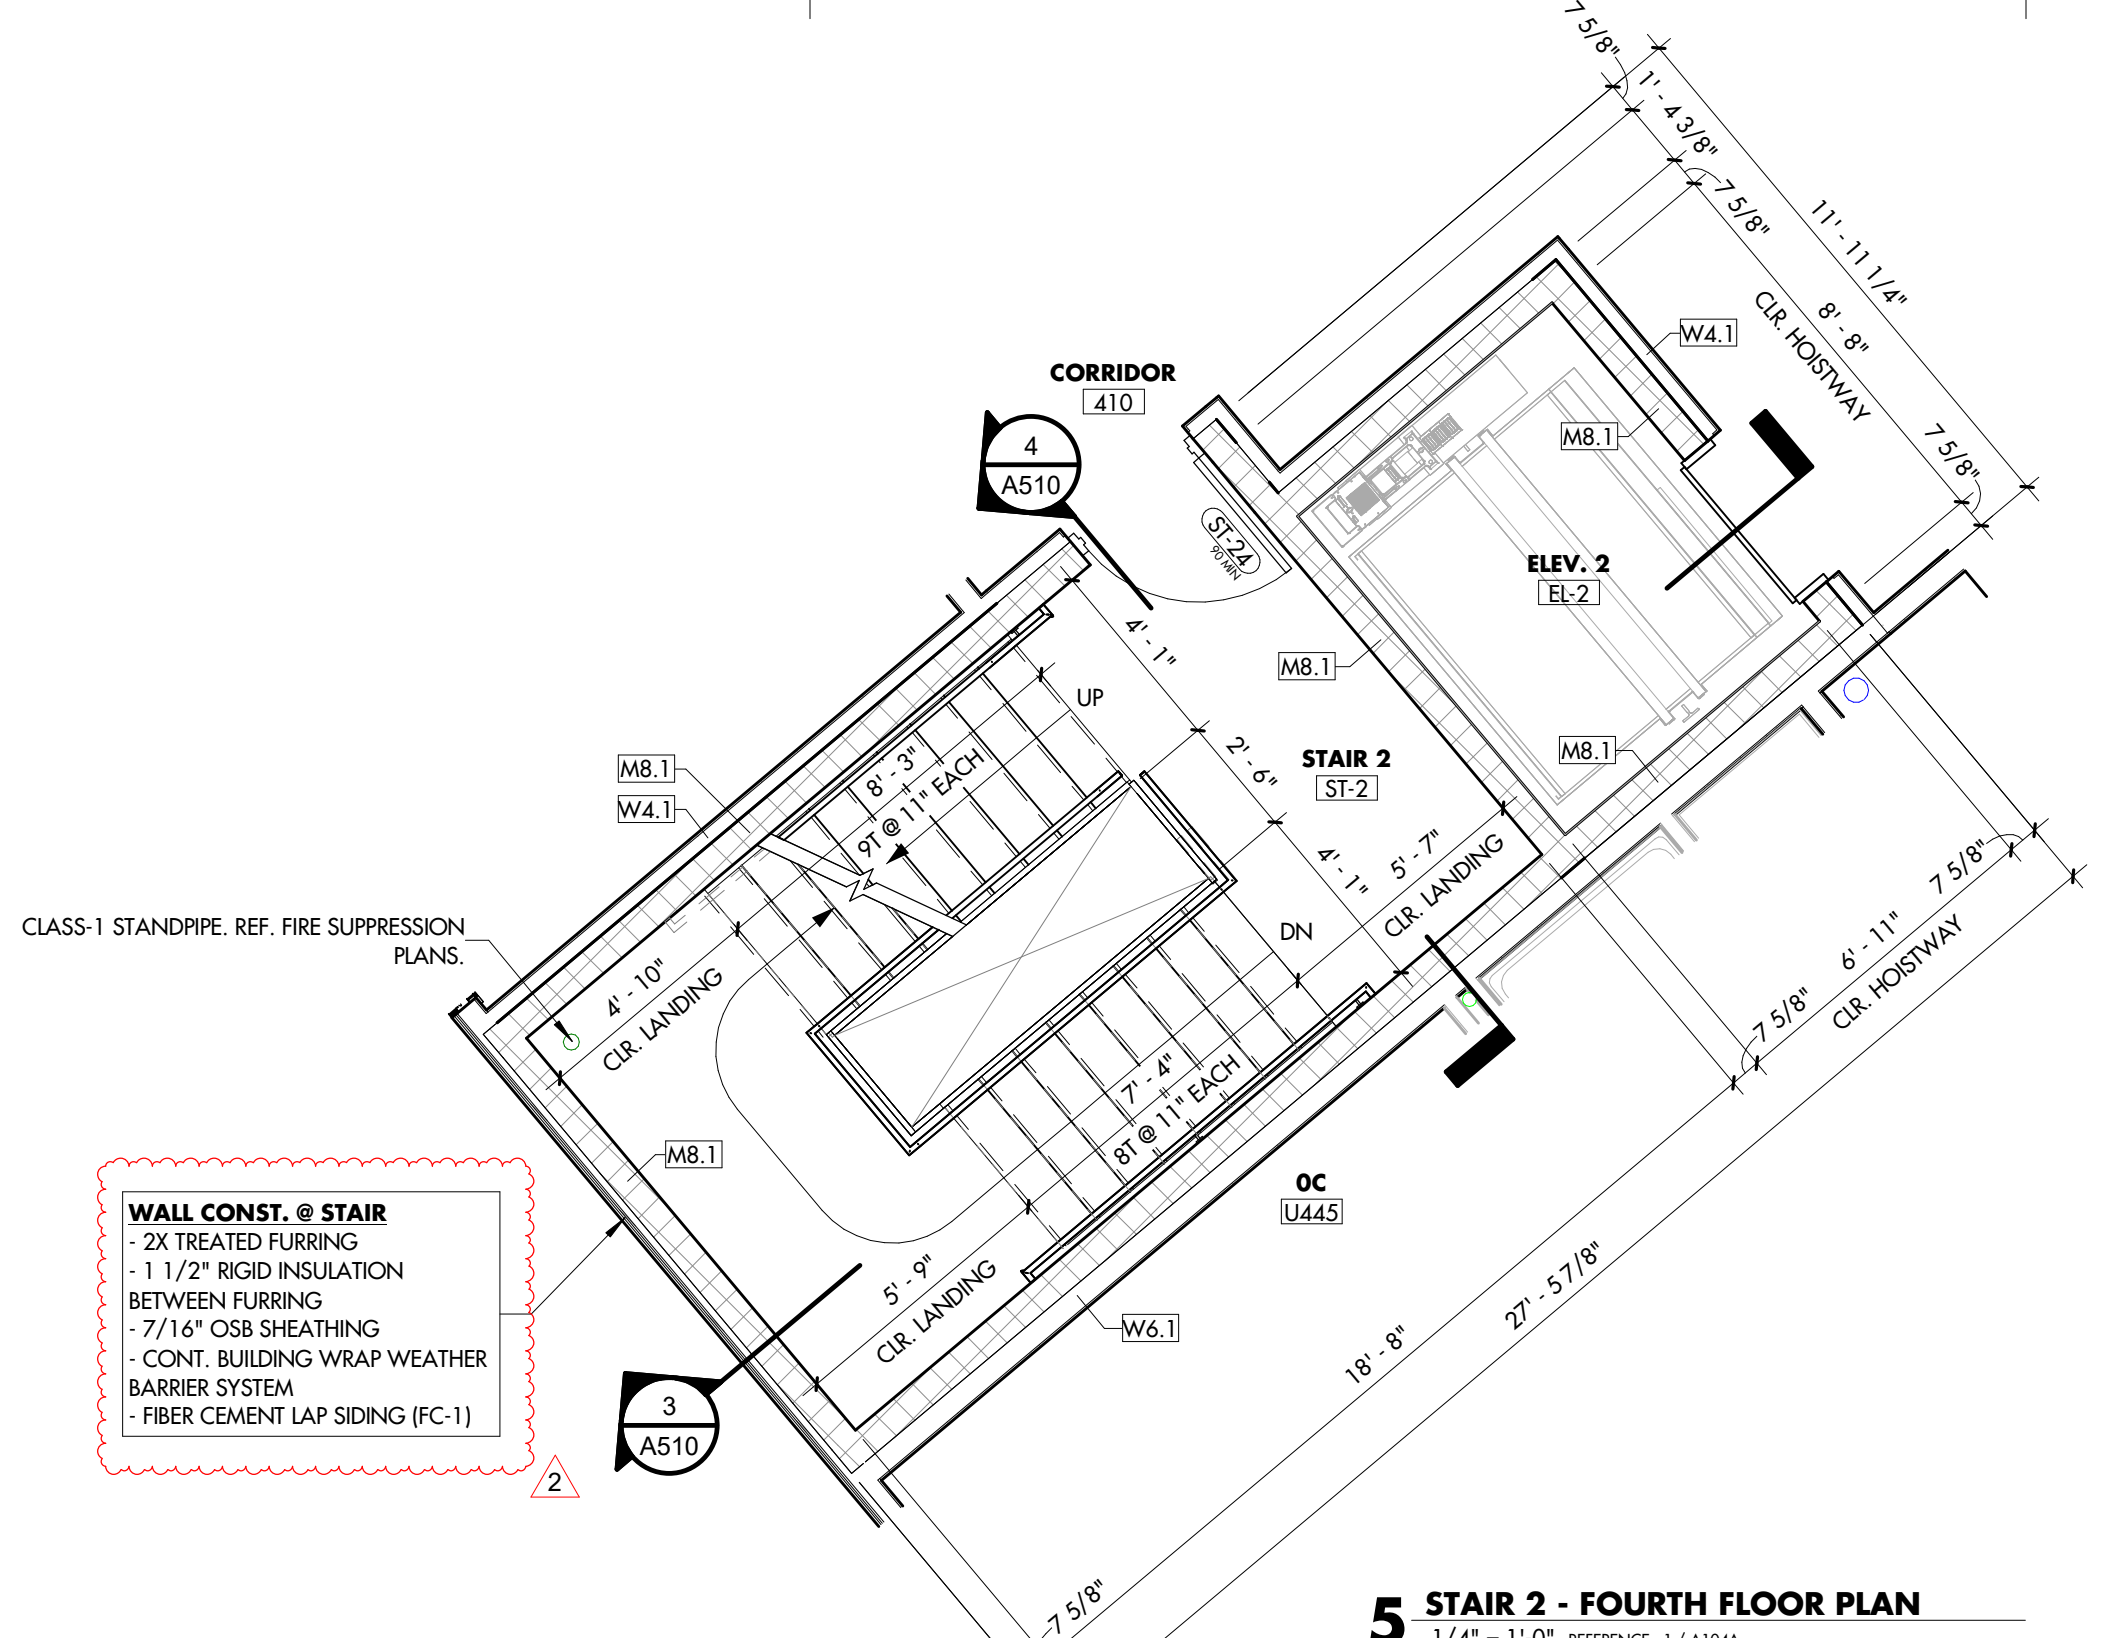 7 5/8"
1' - 4 3/8"
7 5/8"
11' - 11 1/4"
8' - 8"
CLR. HOISTWAY
7 5/8"
W4.1
M8.1
CORRIDOR
410
4
A510
ST-24
90 MIN
ELEV. 2
EL-2
4' - 1"
UP
M8.1
2' - 6"
STAIR 2
ST-2
M8.1
M8.1
W4.1
8' - 3"
9T @ 11" EACH
4' - 1"
5' - 7"
CLR. LANDING
7 5/8"
6' - 11"
CLR. HOISTWAY
7 5/8"
CLASS-1 STANDPIPE. REF. FIRE SUPPRESSION
PLANS.
DN
4' - 10"
CLR. LANDING
7' - 4"
8T @ 11" EACH
M8.1
0C
U445
WALL CONST. @ STAIR
- 2X TREATED FURRING
- 1 1/2" RIGID INSULATION
BETWEEN FURRING
- 7/16" OSB SHEATHING
- CONT. BUILDING WRAP WEATHER
BARRIER SYSTEM
- FIBER CEMENT LAP SIDING (FC-1)
2
5' - 9"
CLR. LANDING
W6.1
27' - 5 7/8"
18' - 8"
3
A510
7 5/8"
5
STAIR 2 - FOURTH FLOOR PLAN
1/4" = 1'-0" REFERENCE: 1 / A104A